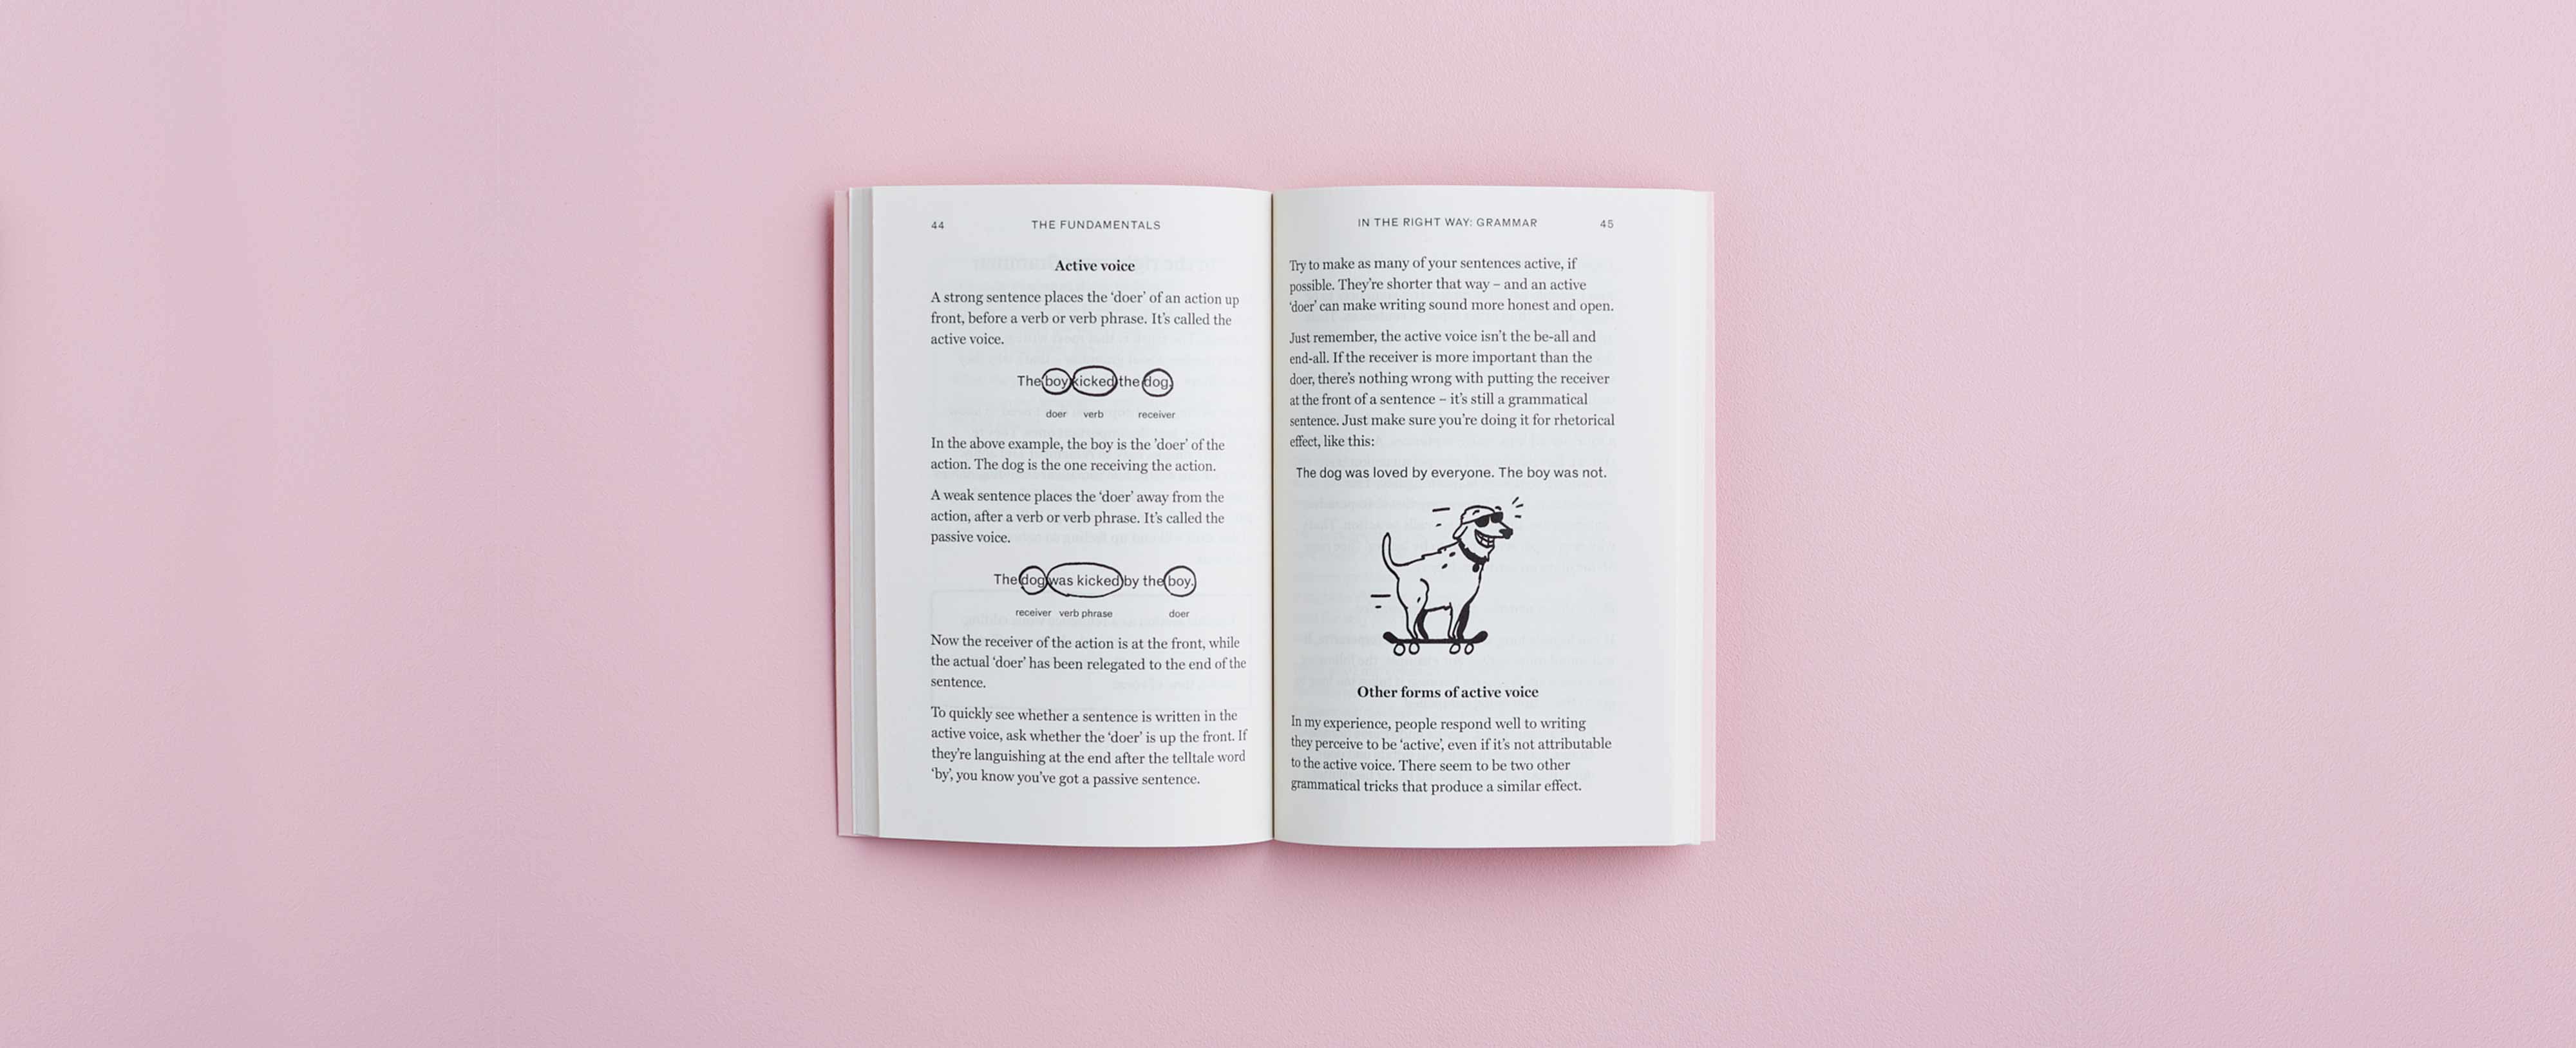 44
THE FUNDAMENTALS
Active voice
A strong sentence places the ‘doer’ of an action up
front, before a verb or verb phrase. It’s called the
active voice.
The boy kicked the dog.
doer verb receiver
In the above example, the boy is the ’doer’ of the
action. The dog is the one receiving the action.
A weak sentence places the ‘doer’ away from the
action, after a verb or verb phrase. It’s called the
passive voice.
The dog was kicked by the boy.
receiver verb phrase doer
Now the receiver of the action is at the front, while
the actual ‘doer’ has been relegated to the end of the
sentence.
To quickly see whether a sentence is written in the
active voice, ask whether the ‘doer’ is up the front. If
they’re languishing at the end after the telltale word
‘by’, you know you’ve got a passive sentence.
IN THE RIGHT WAY: GRAMMAR
45
Try to make as many of your sentences active, if
possible. They’re shorter that way – and an active
‘doer’ can make writing sound more honest and open.
Just remember, the active voice isn’t the be-all and
end-all. If the receiver is more important than the
doer, there’s nothing wrong with putting the receiver
at the front of a sentence – it’s still a grammatical
sentence. Just make sure you’re doing it for rhetorical
effect, like this:
The dog was loved by everyone. The boy was not.
Other forms of active voice
In my experience, people respond well to writing
they perceive to be ‘active’, even if it’s not attributable
to the active voice. There seem to be two other
grammatical tricks that produce a similar effect.